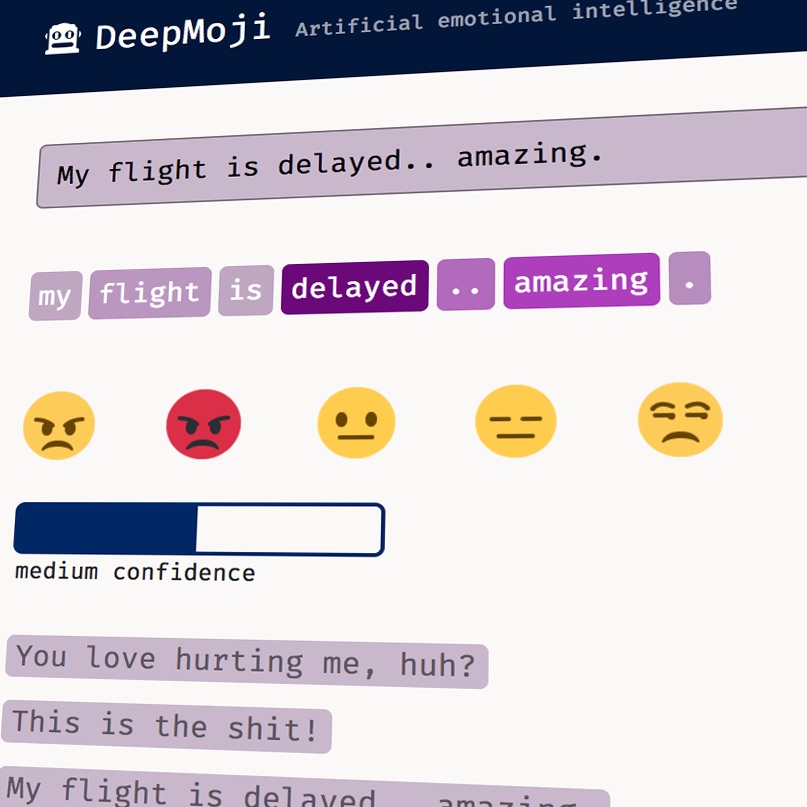 DeepMoji Artificial emotional intelligence
My flight is delayed.. amazing.
my flight is delayed .. amazing .
medium confidence
You love hurting me, huh?
This is the shit!
My flight is delayed.. amazing.